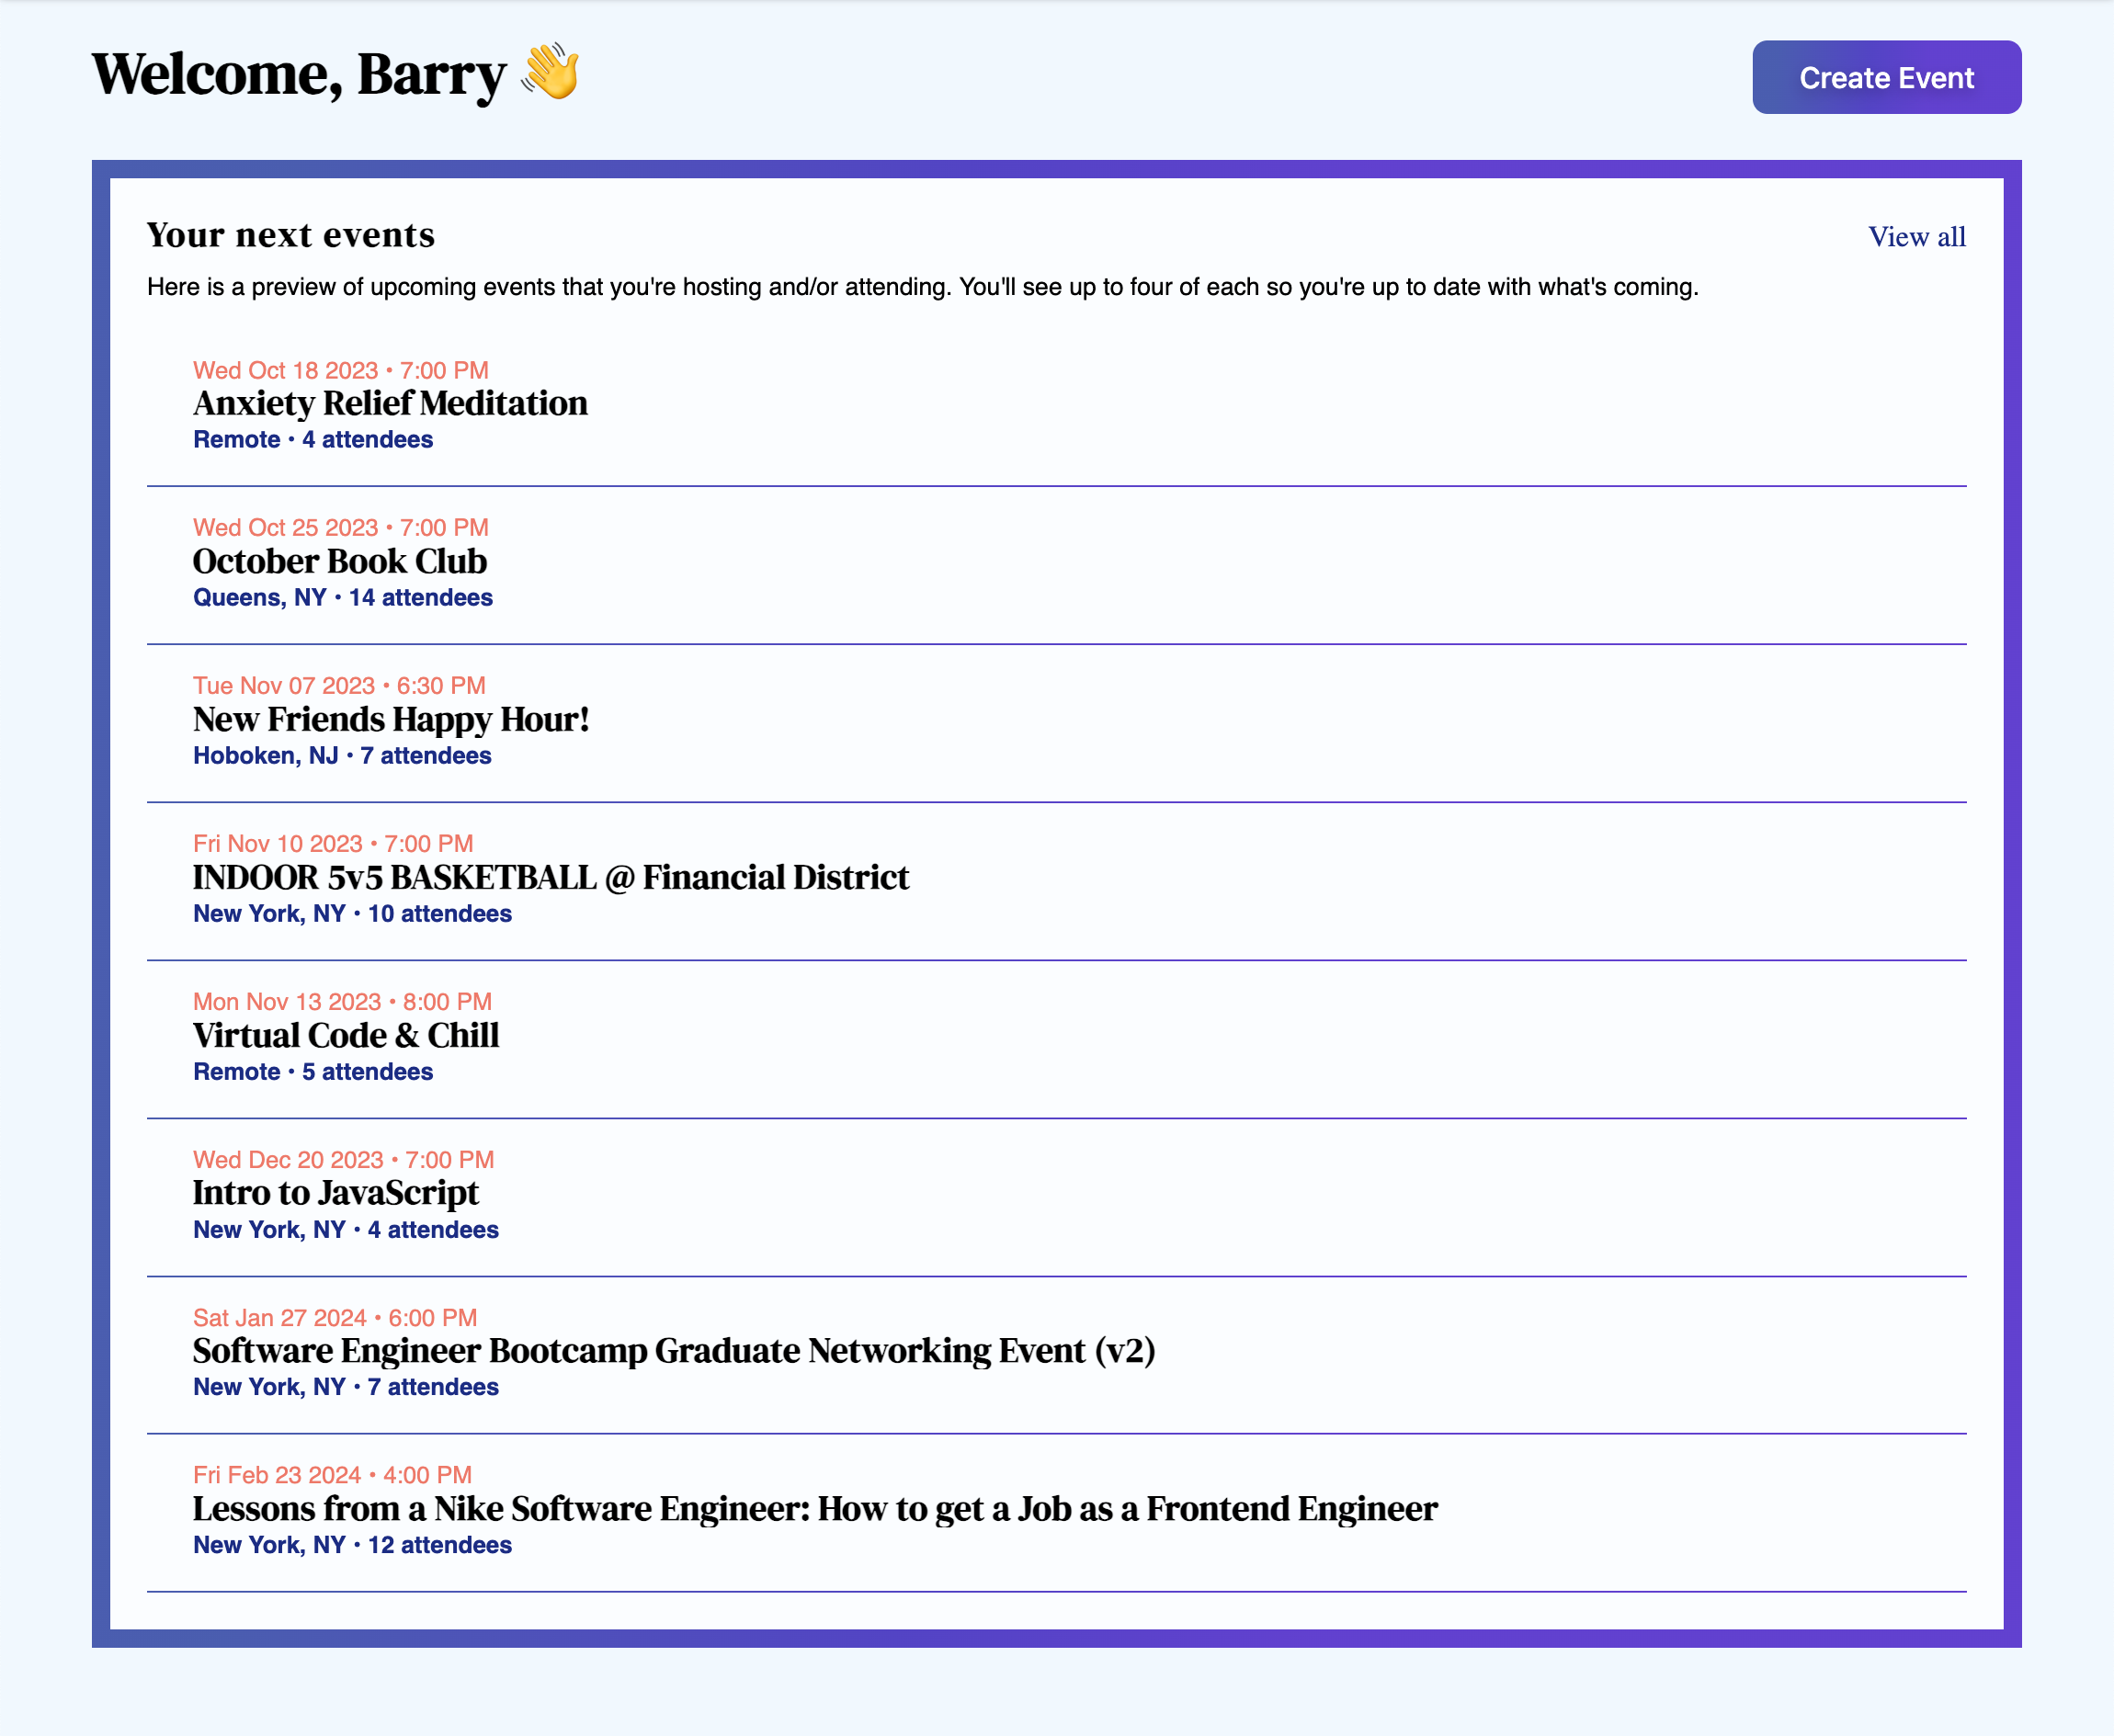 Welcome, Barry 👋
Create Event
Your next events
View all
Here is a preview of upcoming events that you're hosting and/or attending. You'll see up to four of each so you're up to date with what's coming.
Wed Oct 18 2023 • 7:00 PM
Anxiety Relief Meditation
Remote • 4 attendees
Wed Oct 25 2023 • 7:00 PM
October Book Club
Queens, NY • 14 attendees
Tue Nov 07 2023 • 6:30 PM
New Friends Happy Hour!
Hoboken, NJ • 7 attendees
Fri Nov 10 2023 • 7:00 PM
INDOOR 5v5 BASKETBALL @ Financial District
New York, NY • 10 attendees
Mon Nov 13 2023 • 8:00 PM
Virtual Code & Chill
Remote • 5 attendees
Wed Dec 20 2023 • 7:00 PM
Intro to JavaScript
New York, NY • 4 attendees
Sat Jan 27 2024 • 6:00 PM
Software Engineer Bootcamp Graduate Networking Event (v2)
New York, NY • 7 attendees
Fri Feb 23 2024 • 4:00 PM
Lessons from a Nike Software Engineer: How to get a Job as a Frontend Engineer
New York, NY • 12 attendees